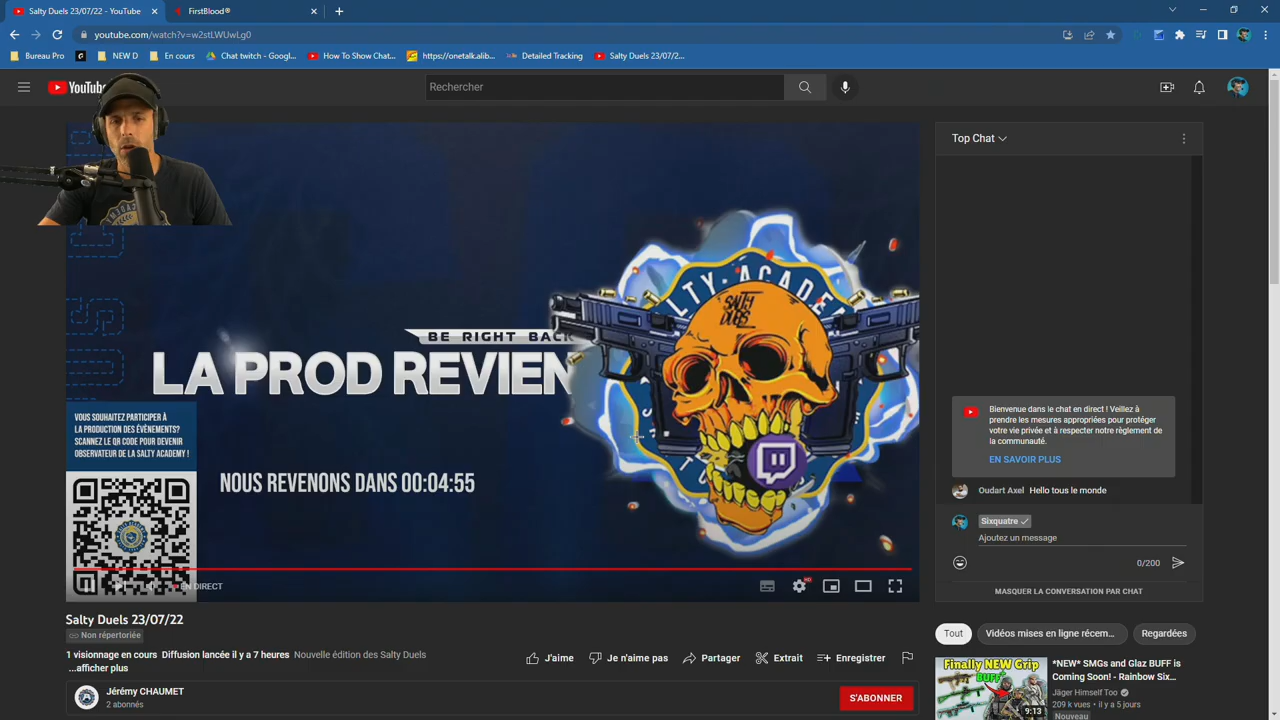 Salty Duels 23/07/22 - YouTube
FirstBlood®
youtube.com/watch?v=w2stLWUwLg0
Bureau Pro
NEW D
En cours
Chat twitch - Googl...
How To Show Chat...
https://onetalk.alib...
Detailed Tracking
Salty Duels 23/07/2...
YouTube
Rechercher
Top Chat
BE RIGHT BACK
LA PROD REVIEN
VOUS SOUHAITEZ PARTICIPER À
LA PRODUCTION DES ÉVÈNEMENTS?
SCANNEZ LE QR CODE POUR DEVENIR
OBSERVATEUR DE LA SALTY ACADEMY !
NOUS REVENONS DANS 00:04:55
LTY·ACADE
SALTY
DUELS
EN DIRECT
HD
Bienvenue dans le chat en direct ! Veillez à
prendre les mesures appropriées pour protéger
votre vie privée et à respecter notre règlement de
la communauté.
EN SAVOIR PLUS
Oudart Axel Hello tous le monde
Sixquatre
Ajoutez un message
0/200
MASQUER LA CONVERSATION PAR CHAT
Salty Duels 23/07/22
Non répertoriée
1 visionnage en cours Diffusion lancée il y a 7 heures Nouvelle édition des Salty Duels
...afficher plus
J'aime
Je n'aime pas
Partager
Extrait
Enregistrer
Jérémy CHAUMET
2 abonnés
S'ABONNER
Tout
Vidéos mises en ligne récem...
Regardées
Finally NEW Grip
BUFF
9:13
*NEW* SMGs and Glaz BUFF is
Coming Soon! - Rainbow Six...
Jäger Himself Too
209 k vues • il y a 5 jours
Nouveau